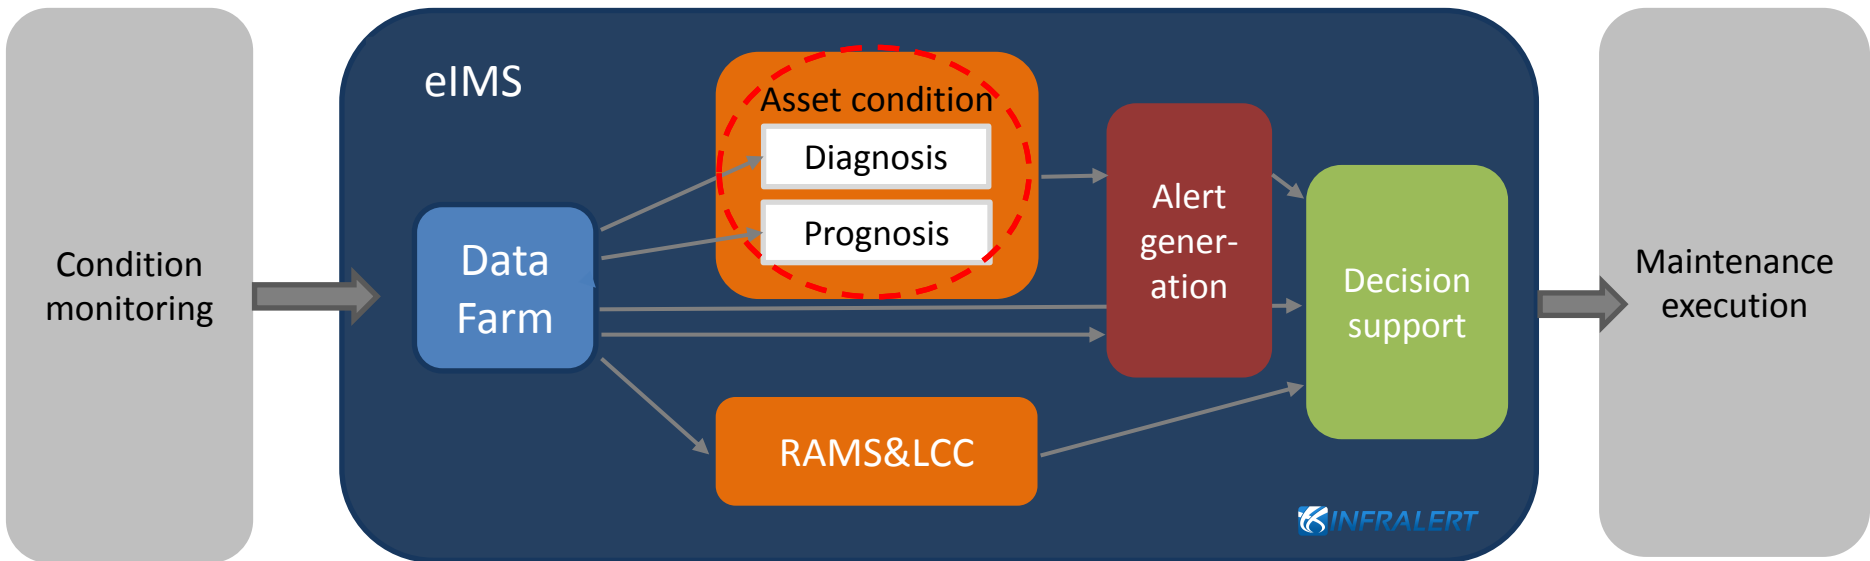 Condition
monitoring
eIMS
Data
Farm
Asset condition
Diagnosis
Prognosis
RAMS&LCC
Alert
gener-
ation
Decision
support
INFRALERT
Maintenance
execution